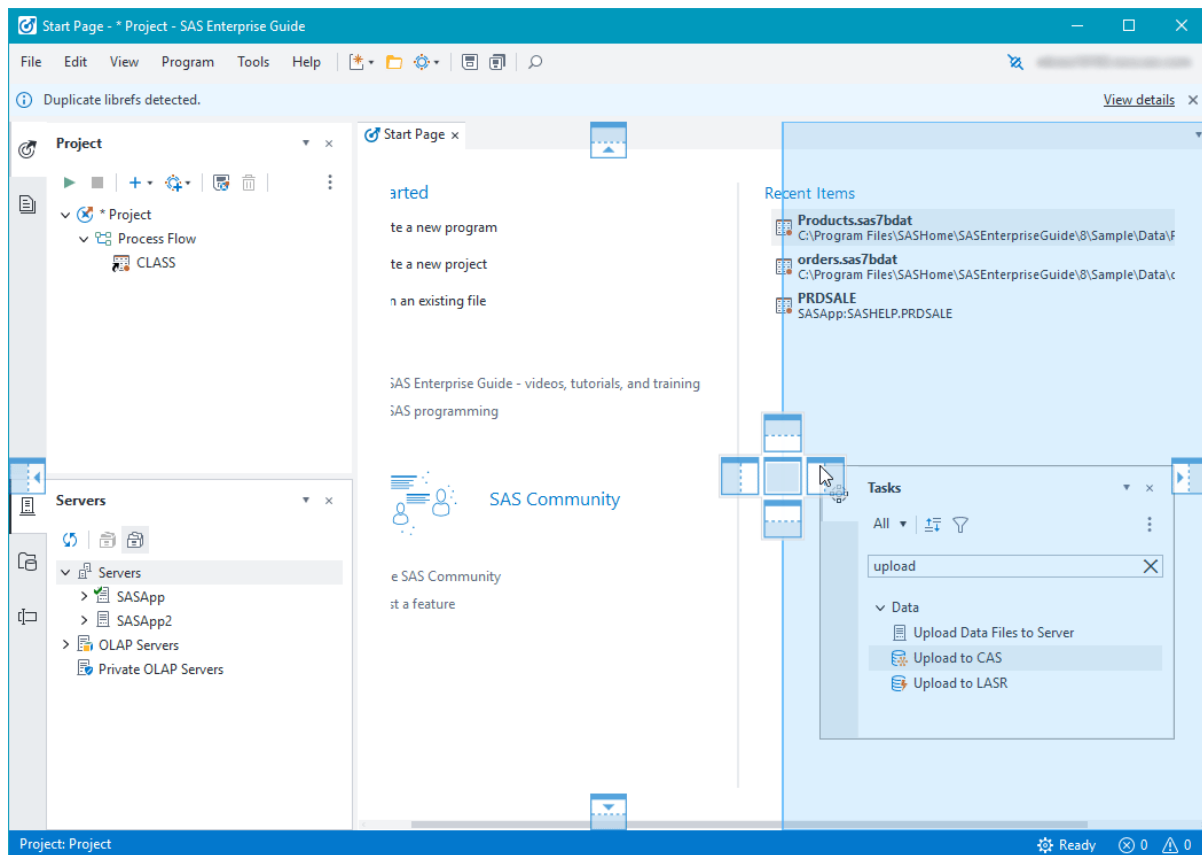 Start Page - * Project - SAS Enterprise Guide
File Edit View Program Tools Help
Duplicate librefs detected.
View details
Project
* Project
Process Flow
CLASS
Servers
Servers
SASApp
SASApp2
OLAP Servers
Private OLAP Servers
Start Page
arted
te a new program
te a new project
n an existing file
SAS Enterprise Guide - videos, tutorials, and training
SAS programming
SAS Community
e SAS Community
st a feature
Recent Items
Products.sas7bdat
C:\Program Files\SASHome\SASEnterpriseGuide\8\Sample\Data\P
orders.sas7bdat
C:\Program Files\SASHome\SASEnterpriseGuide\8\Sample\Data\o
PRDSALE
SASApp:SASHELP.PRDSALE
Tasks
All
upload
Data
Upload Data Files to Server
Upload to CAS
Upload to LASR
Project: Project
Ready 0 0